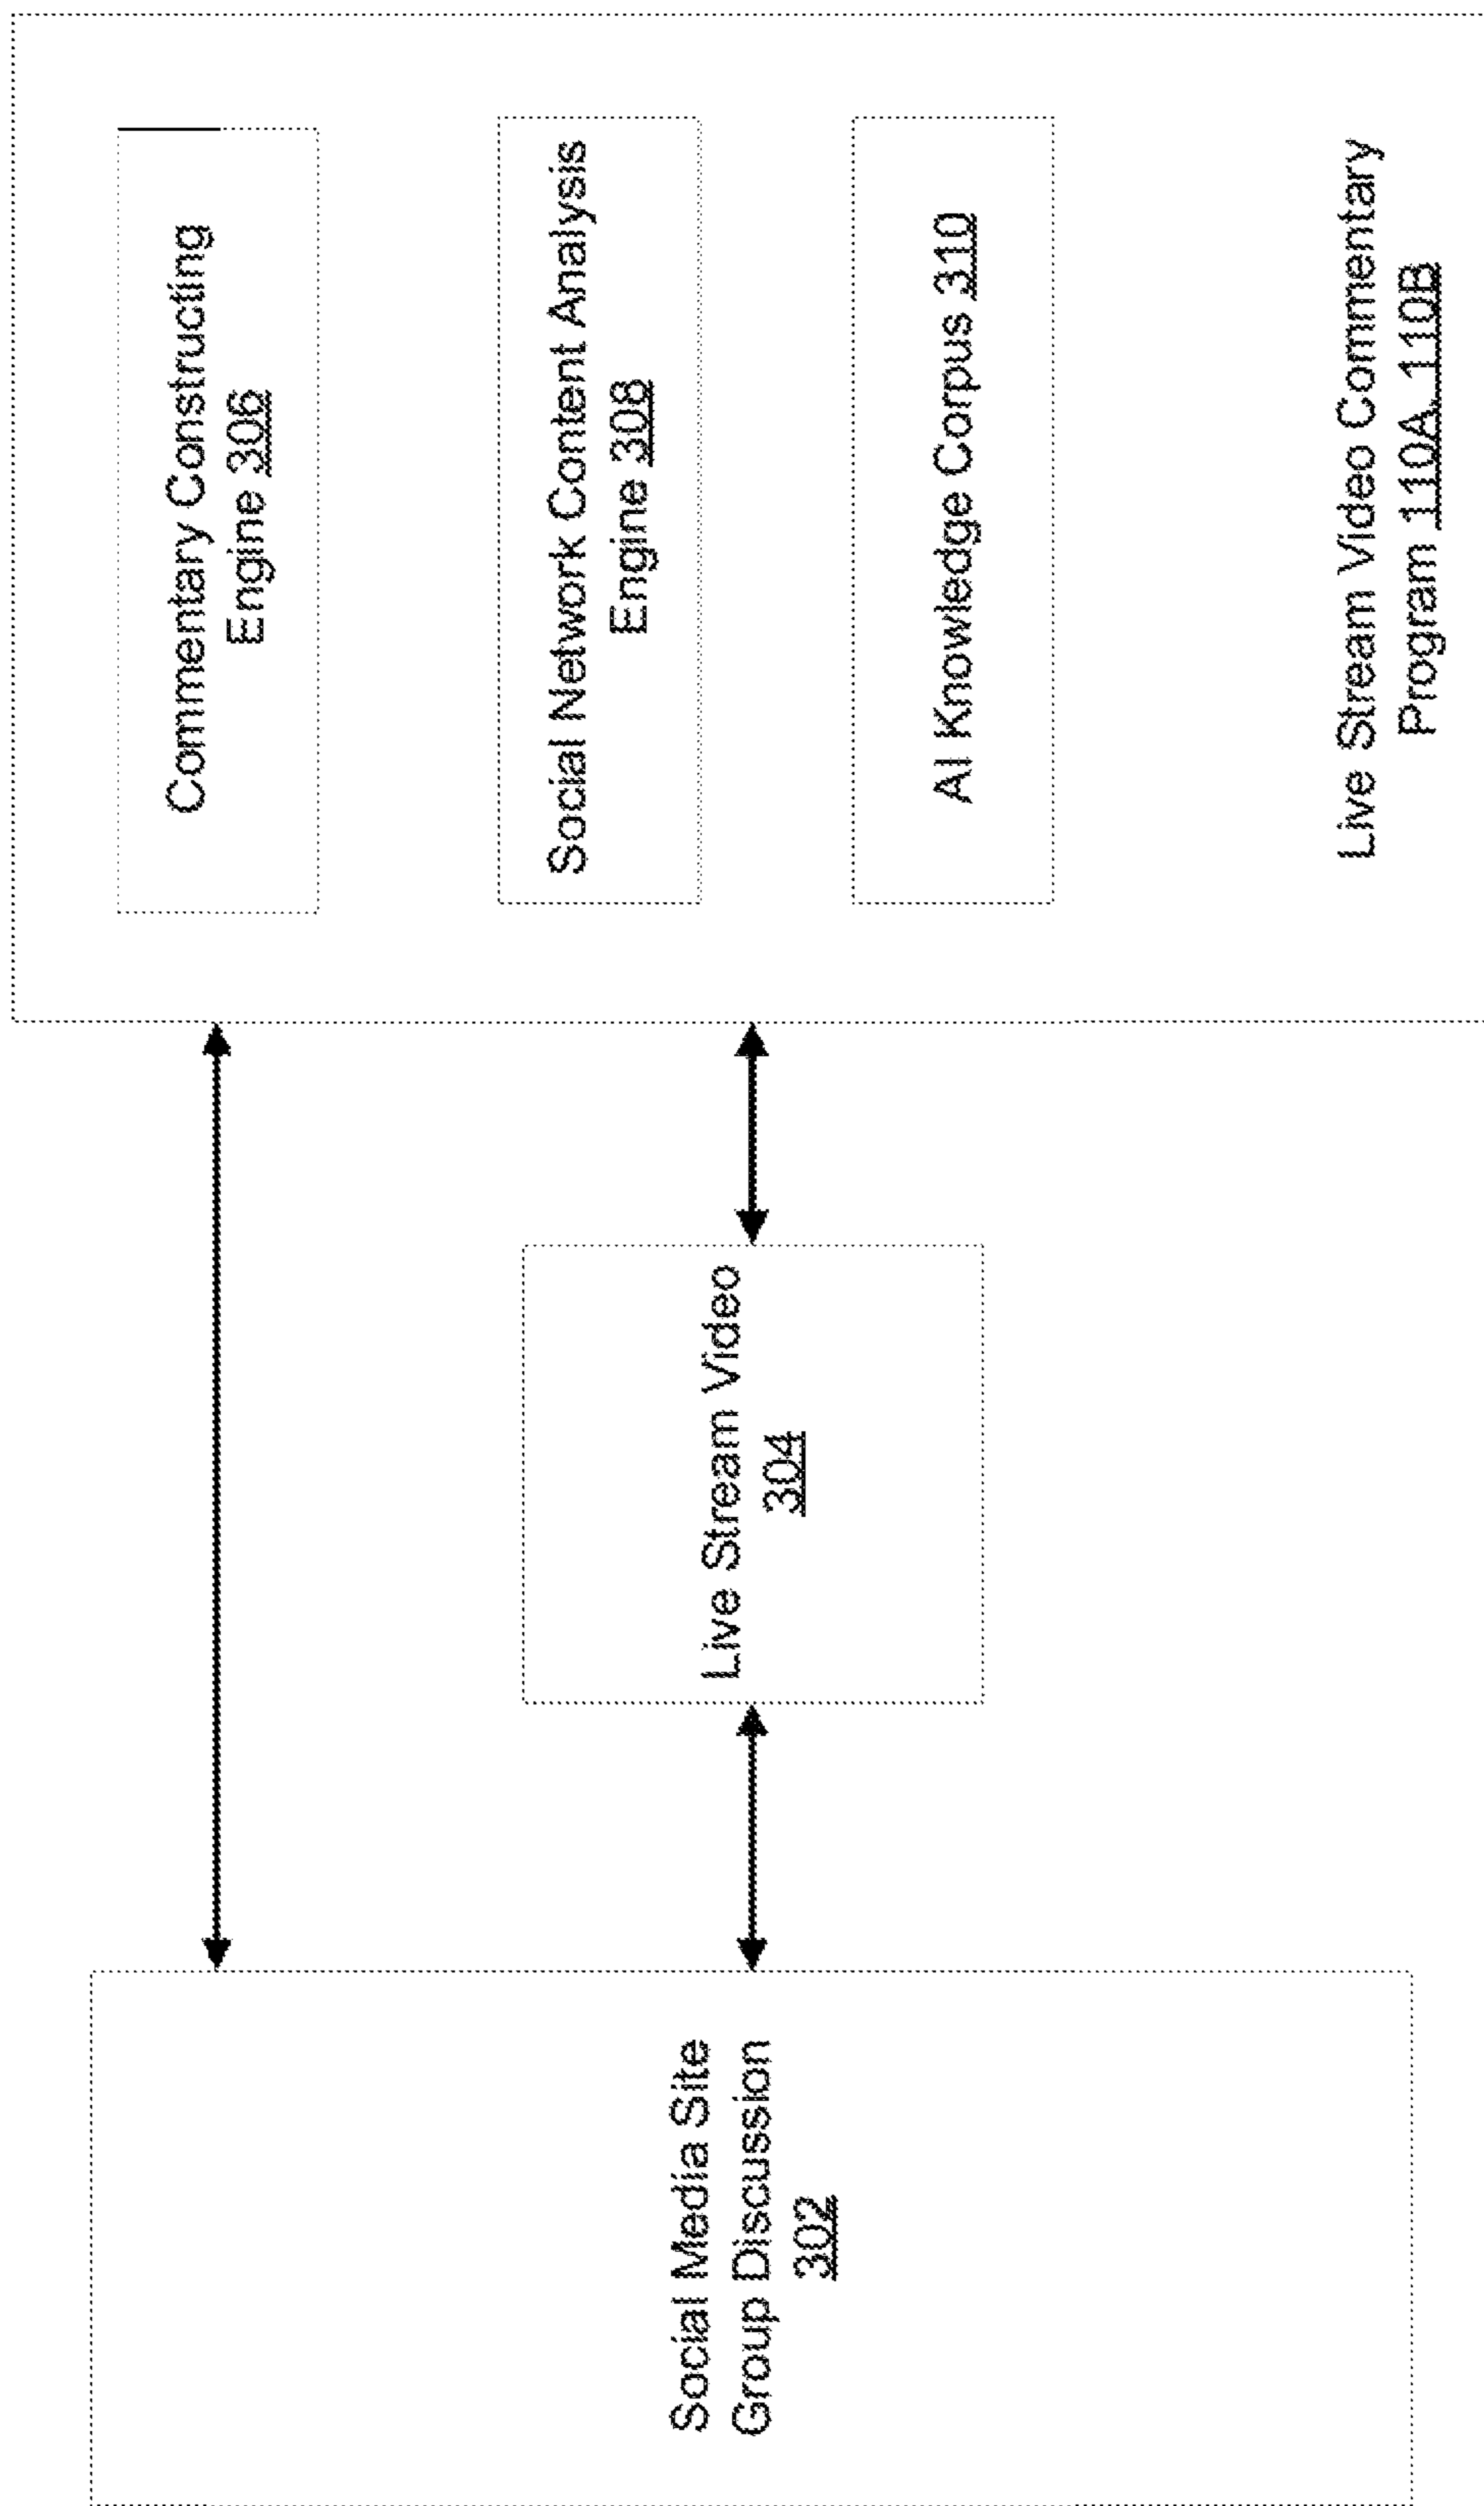 Social Media Site
Group Discussion
302
Live Stream Video
304
Commentary Constructing
Engine 306
Social Network Content Analysis
Engine 308
AI Knowledge Corpus 310
Live Stream Video Commentary
Program 110A, 110B